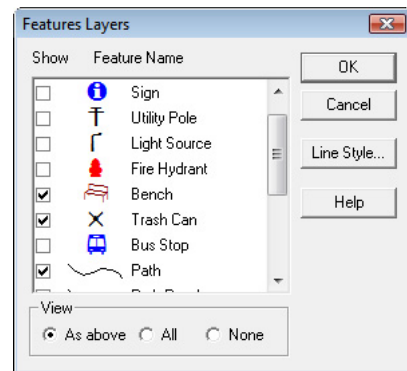 Features Layers
Show Feature Name
OK
Sign
Cancel
Utility Pole
Light Source
Line Style...
Fire Hydrant
Bench
Help
Trash Can
Bus Stop
Path
View
As above All None